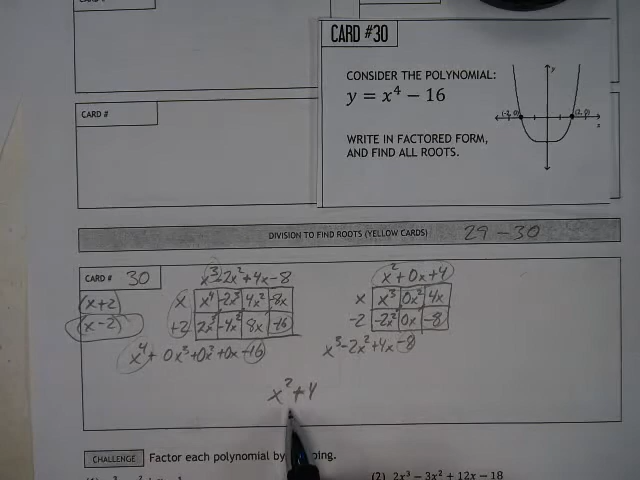 CARD #
CARD #30
CONSIDER THE POLYNOMIAL:
y = x⁴ − 16
WRITE IN FACTORED FORM,
AND FIND ALL ROOTS.
y
(-2, 0)
(2, 0)
x
DIVISION TO FIND ROOTS (YELLOW CARDS) 29 - 30
CARD # 30
(x+2)
(x-2)
x³-2x²+4x-8
x x⁴ -2x³ 4x² -8x
+2 2x³ -4x² 8x -16
x⁴+0x³+0x²+0x-16
x²+0x+4
x x³ 0x² 4x
-2 -2x² 0x -8
x³-2x²+4x-8
x²+4
CHALLENGE Factor each polynomial by
(2) 2x³ − 3x² + 12x − 18